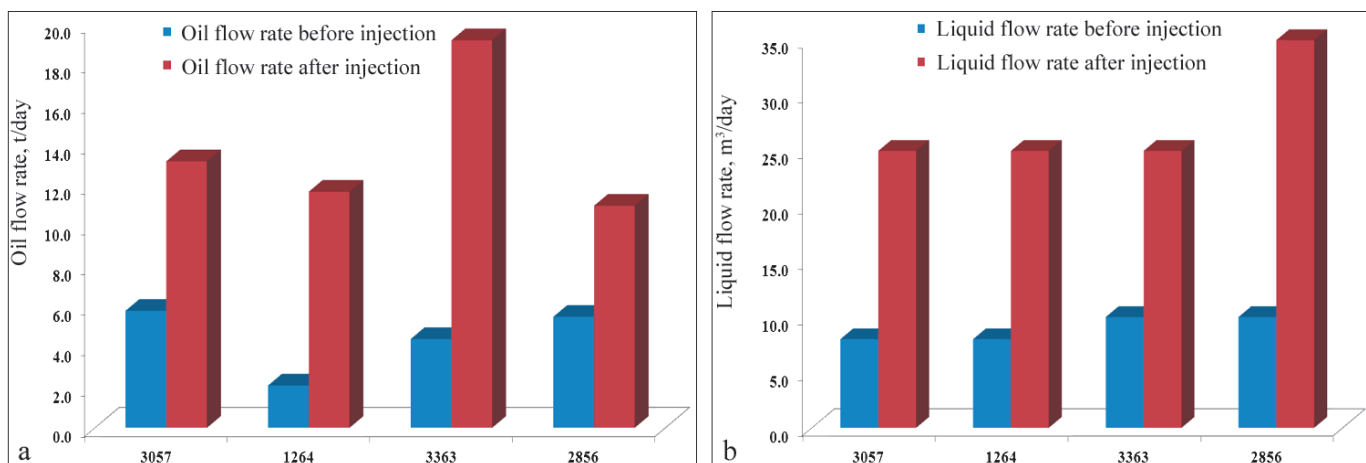 Oil flow rate, t/day
20.0
18.0
16.0
14.0
12.0
10.0
8.0
6.0
4.0
2.0
0.0
Oil flow rate before injection
Oil flow rate after injection
3057 1264 3363 2856
a
Liquid flow rate, m³/day
35.0
30.0
25.0
20.0
15.0
10.0
5.0
0.0
Liquid flow rate before injection
Liquid flow rate after injection
3057 1264 3363 2856
b